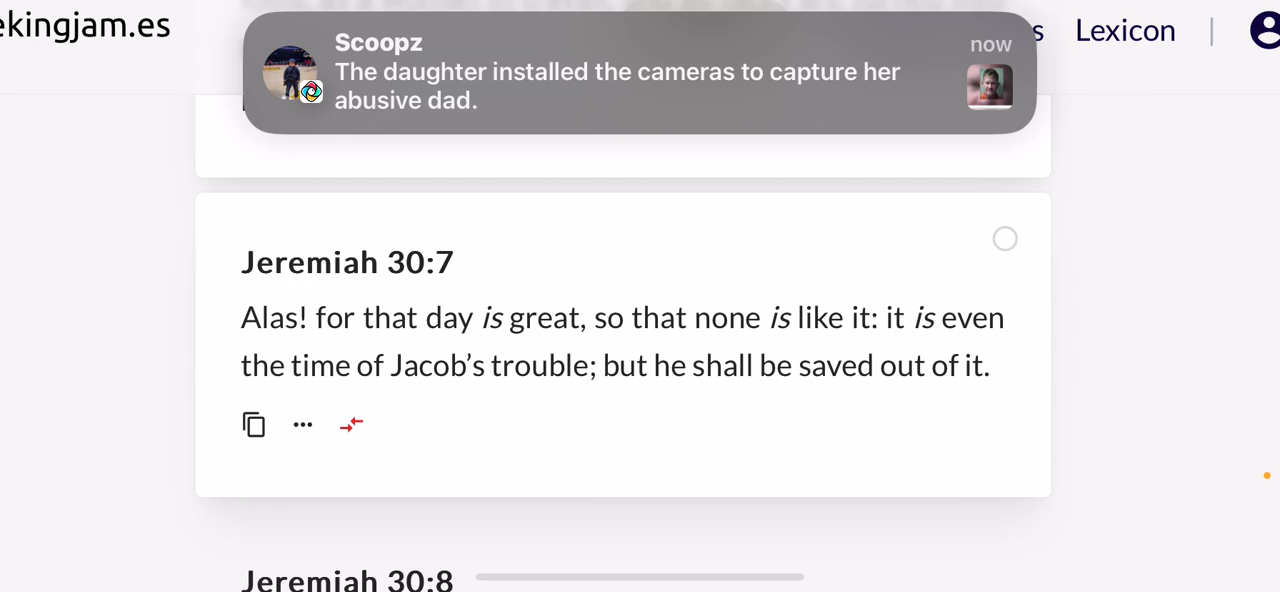 ekingjam.es
s Lexicon
Scoopz
now
The daughter installed the cameras to capture her
abusive dad.
Jeremiah 30:7
Alas! for that day is great, so that none is like it: it is even
the time of Jacob’s trouble; but he shall be saved out of it.
Jeremiah 30:8